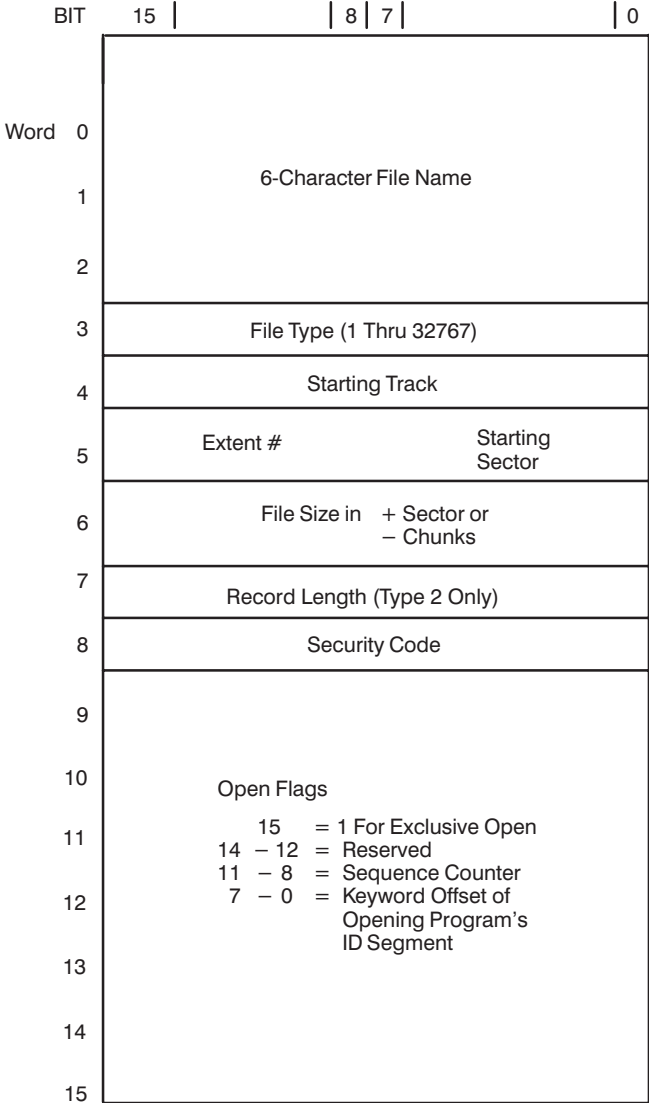 BIT 15 8 7 0
Word 0
6-Character File Name
1
2
3 File Type (1 Thru 32767)
4 Starting Track
5 Extent # Starting
Sector
6 File Size in + Sector or
− Chunks
7 Record Length (Type 2 Only)
8 Security Code
9
10 Open Flags
15 = 1 For Exclusive Open
11
14 − 12 = Reserved
11 − 8 = Sequence Counter
12 7 − 0 = Keyword Offset of
Opening Program's
ID Segment
13
14
15